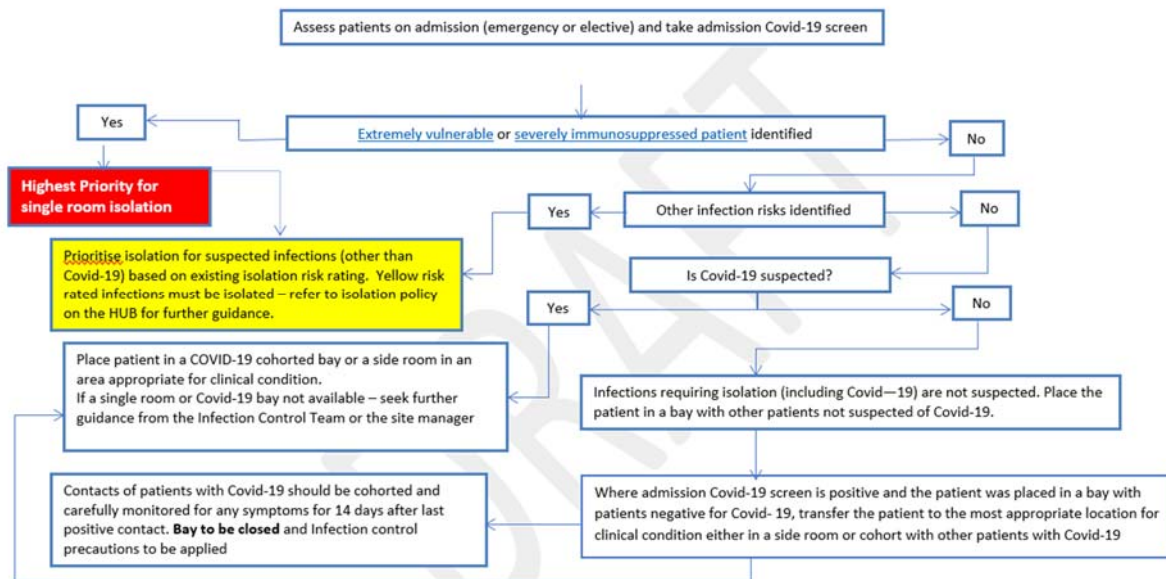 Assess patients on admission (emergency or elective) and take admission Covid-19 screen
Yes
Extremely vulnerable or severely immunosuppressed patient identified
No
Highest Priority for
single room isolation
Yes
Other infection risks identified
No
Prioritise isolation for suspected infections (other than
Covid-19) based on existing isolation risk rating. Yellow risk
rated infections must be isolated – refer to isolation policy
on the HUB for further guidance.
Is Covid-19 suspected?
Yes
No
Place patient in a COVID-19 cohorted bay or a side room in an
area appropriate for clinical condition.
If a single room or Covid-19 bay not available – seek further
guidance from the Infection Control Team or the site manager
Infections requiring isolation (including Covid—19) are not suspected. Place the
patient in a bay with other patients not suspected of Covid-19.
Contacts of patients with Covid-19 should be cohorted and
carefully monitored for any symptoms for 14 days after last
positive contact. Bay to be closed and Infection control
precautions to be applied
Where admission Covid-19 screen is positive and the patient was placed in a bay with
patients negative for Covid- 19, transfer the patient to the most appropriate location for
clinical condition either in a side room or cohort with other patients with Covid-19
DRAFT